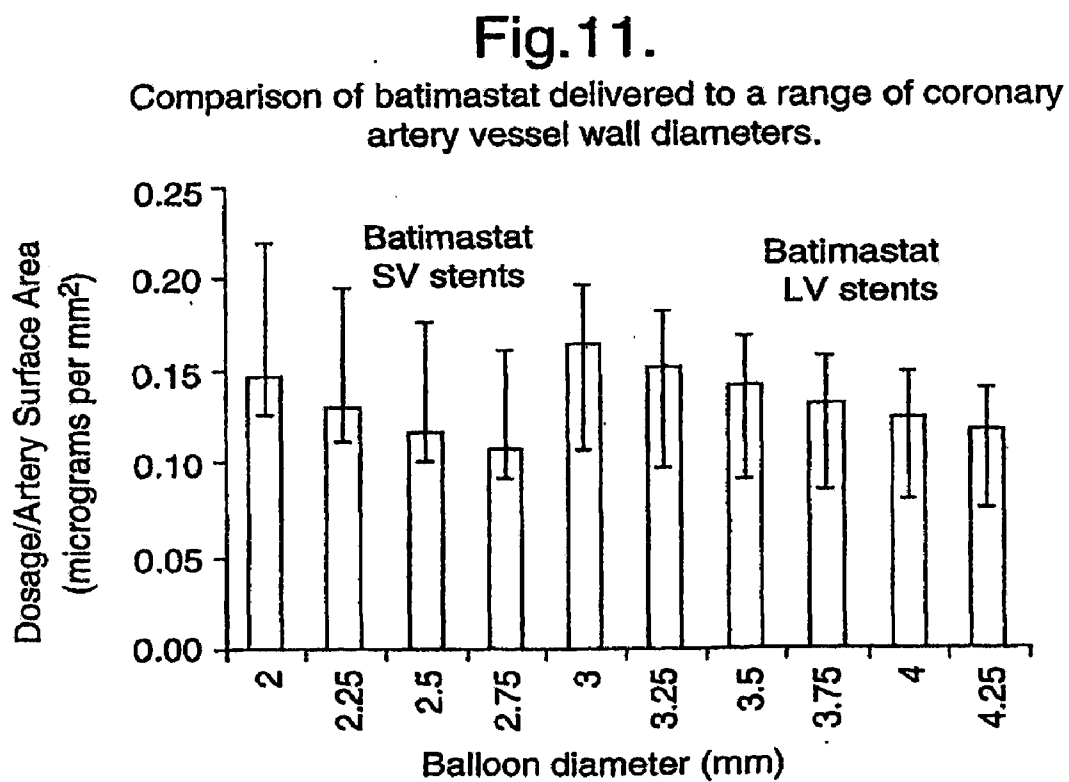 Fig.11.
Comparison of batimastat delivered to a range of coronary
artery vessel wall diameters.
Dosage/Artery Surface Area
(micrograms per mm²)
0.25
0.20
0.15
0.10
0.05
0.00
Batimastat
SV stents
Batimastat
LV stents
2
2.25
2.5
2.75
3
3.25
3.5
3.75
4
4.25
Balloon diameter (mm)